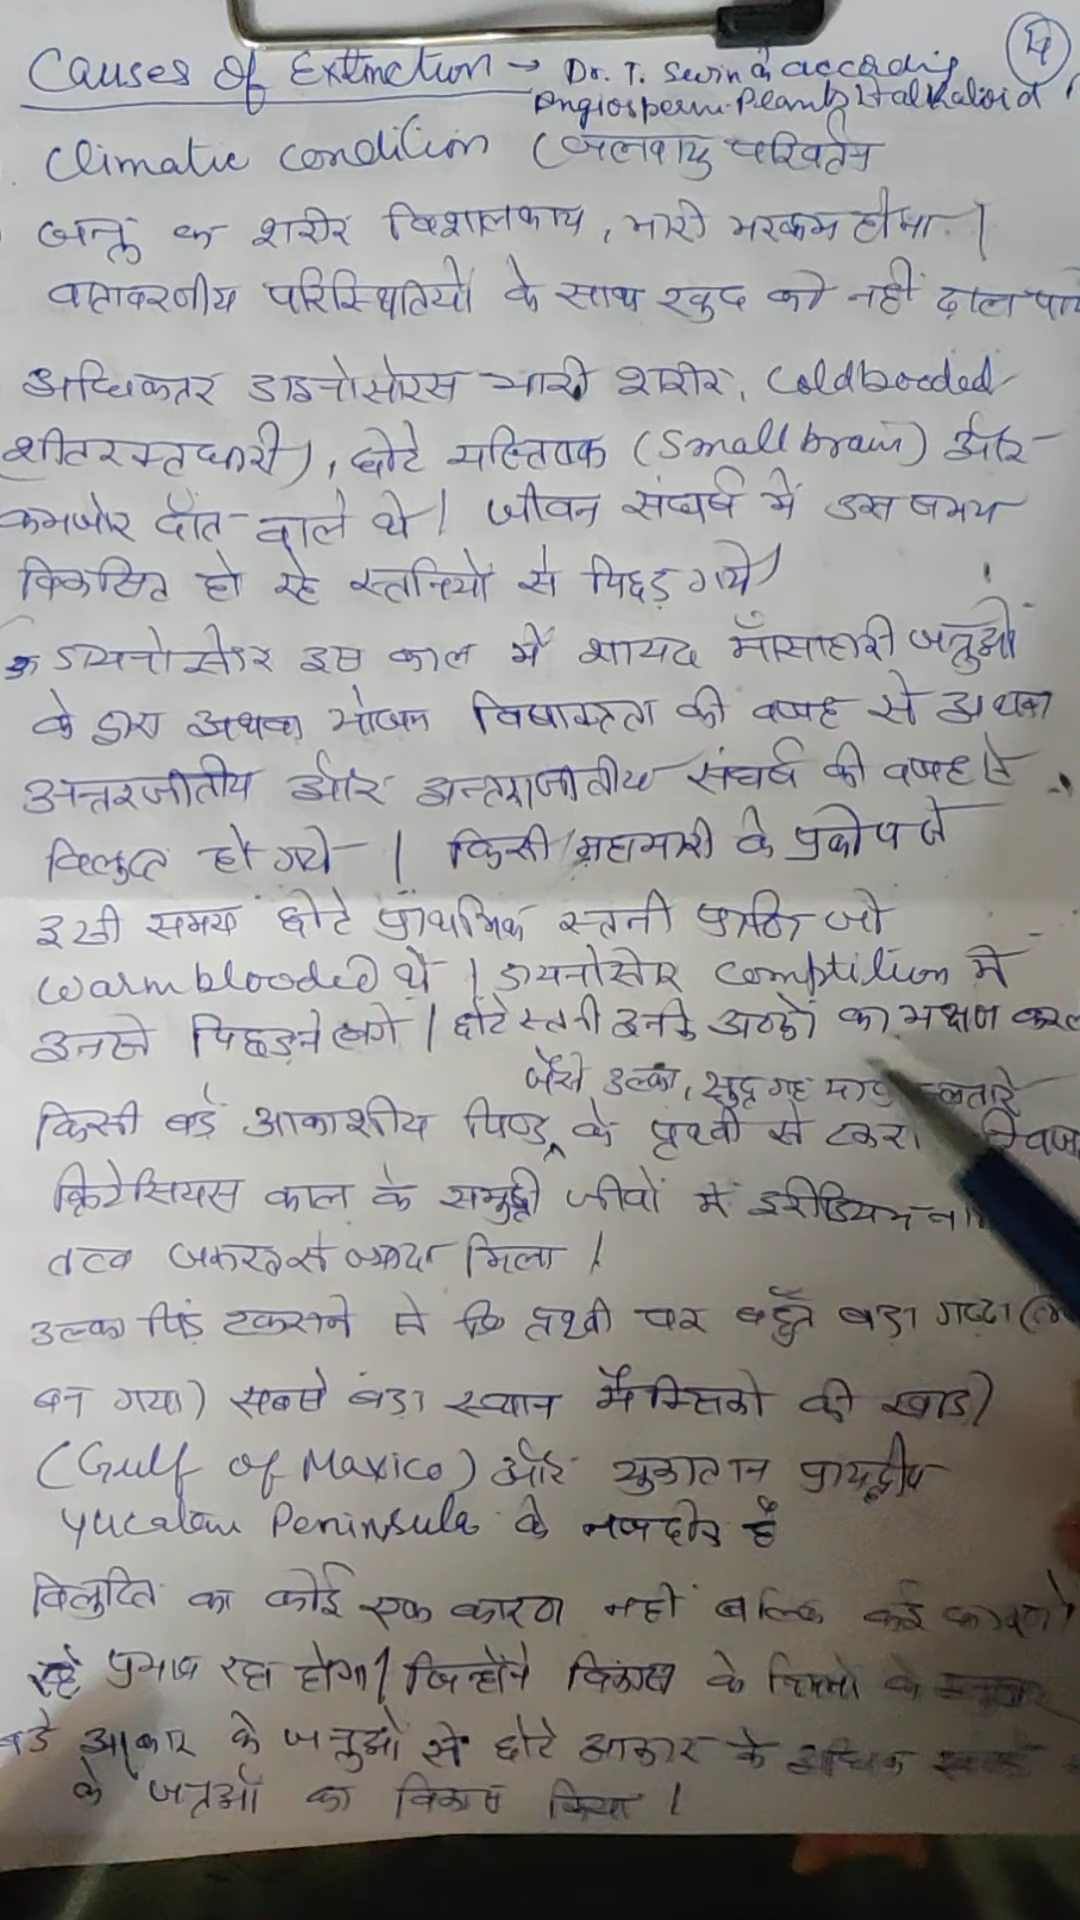 4
Causes of Extinction → Dr. T. Swin के according
Angiosperm Plants alkaloid
Climatic condition (जलवायु परिवर्तन
जन्तु का शरीर विशालकाय, भारी भरकम होना।
वातावरणीय परिस्थितियों के साथ खुद को नहीं ढाल पाये
अधिकतर डाइनोसोरस भारी शरीर, Coldbooded
शीतरक्तधारी), छोटे मस्तिष्क (Small brain) और
कमजोर दाँत वाले थे। जीवन संघर्ष में उस समय
विकसित हो रहे स्तनियों से पिछड़ गये।
डायनोसोर इस काल में शायद माँसाहारी जन्तुओं
के द्वारा अथवा भोजन विषाक्तता की वजह से अथवा
अन्तरजातीय और अन्तराजातीय संघर्ष की वजह से
विलुप्त हो गये। किसी महामारी के प्रकोप से
इसी समय छोटे प्राथमिक स्तनी प्राणि जो
Warmblooded थे। डायनोसोर Comptilion में
उनसे पिछड़ने लगे। छोटे स्तनी उनके अण्डों का भक्षण कर
जैसे उल्का, क्षुद्र ग्रह
किसी बड़े आकाशीय पिण्ड के पृथ्वी से टकरा
क्रिटेसियस काल के समुद्री जीवों में इरीडियम
तत्व जरूरत से ज्यादा मिला।
उल्का पिंड टकराने से कि पृथ्वी पर बहुत बड़ा गड्ढा
बन गया) सबसे बड़ा स्थान मैक्सिको की खाड़ी
(Gulf of Maxico) और युकातान प्रायद्वीप
Yucatan Peninsula के नजदीक है
विलुप्ति का कोई एक कारण नहीं बल्कि कई कारणों
प्रभाव रहा होगा। जिन्होंने विकास के नियमों के
बड़े आकार के जन्तुओं से छोटे आकार के अधिक
के जन्तुओं का विकास किया।